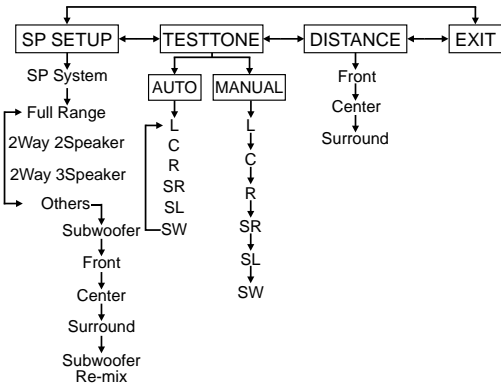 SP SETUP
TESTTONE
DISTANCE
EXIT
SP System
Full Range
2Way 2Speaker
2Way 3Speaker
Others
Subwoofer
Front
Center
Surround
Subwoofer
Re-mix
AUTO
L
C
R
SR
SL
SW
MANUAL
L
C
R
SR
SL
SW
Front
Center
Surround